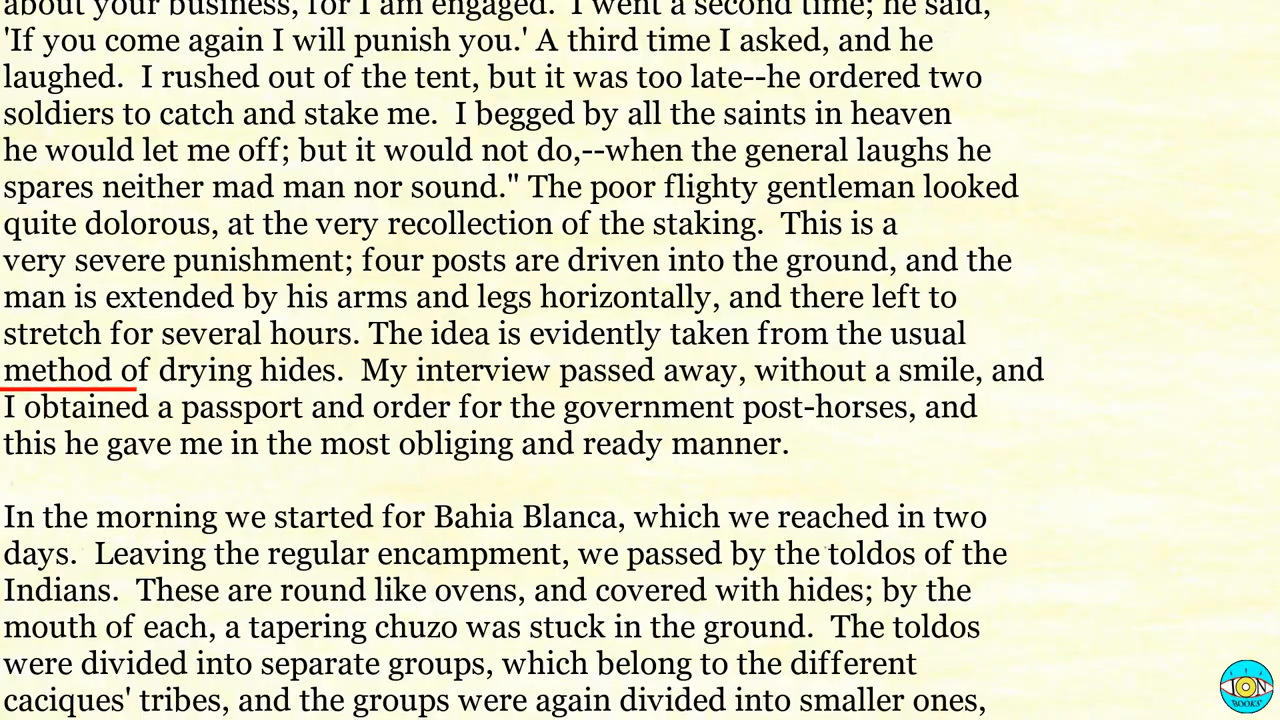 about your business, for I am engaged.' I went a second time; he said,
'If you come again I will punish you.' A third time I asked, and he
laughed.  I rushed out of the tent, but it was too late--he ordered two
soldiers to catch and stake me.  I begged by all the saints in heaven
he would let me off; but it would not do,--when the general laughs he
spares neither mad man nor sound." The poor flighty gentleman looked
quite dolorous, at the very recollection of the staking.  This is a
very severe punishment; four posts are driven into the ground, and the
man is extended by his arms and legs horizontally, and there left to
stretch for several hours. The idea is evidently taken from the usual
method of drying hides.  My interview passed away, without a smile, and
I obtained a passport and order for the government post-horses, and
this he gave me in the most obliging and ready manner.
In the morning we started for Bahia Blanca, which we reached in two
days.  Leaving the regular encampment, we passed by the toldos of the
Indians.  These are round like ovens, and covered with hides; by the
mouth of each, a tapering chuzo was stuck in the ground.  The toldos
were divided into separate groups, which belong to the different
caciques' tribes, and the groups were again divided into smaller ones,
ION
BOOKS